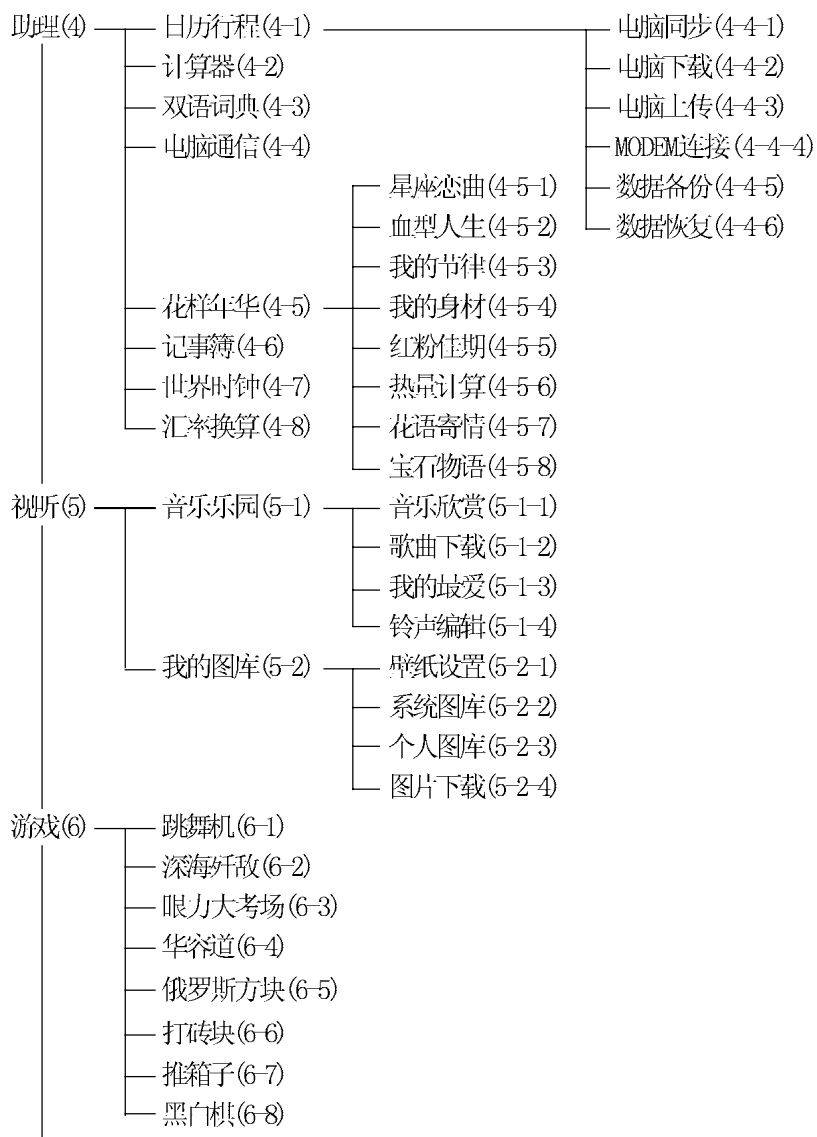 助理(4) 日历行程(4-1) 电脑同步(4-4-1)
计算器(4-2) 电脑下载(4-4-2)
双语词典(4-3) 电脑上传(4-4-3)
电脑通信(4-4) MODEM连接(4-4-4)
星座恋曲(4-5-1) 数据备份(4-4-5)
血型人生(4-5-2) 数据恢复(4-4-6)
我的节律(4-5-3)
花样年华(4-5) 我的身材(4-5-4)
记事簿(4-6) 红粉佳期(4-5-5)
世界时钟(4-7) 热量计算(4-5-6)
汇率换算(4-8) 花语寄情(4-5-7)
宝石物语(4-5-8)
视听(5) 音乐乐园(5-1) 音乐欣赏(5-1-1)
歌曲下载(5-1-2)
我的最爱(5-1-3)
铃声编辑(5-1-4)
我的图库(5-2) 壁纸设置(5-2-1)
系统图库(5-2-2)
个人图库(5-2-3)
图片下载(5-2-4)
游戏(6) 跳舞机(6-1)
深海歼敌(6-2)
眼力大考场(6-3)
华容道(6-4)
俄罗斯方块(6-5)
打砖块(6-6)
推箱子(6-7)
黑白棋(6-8)